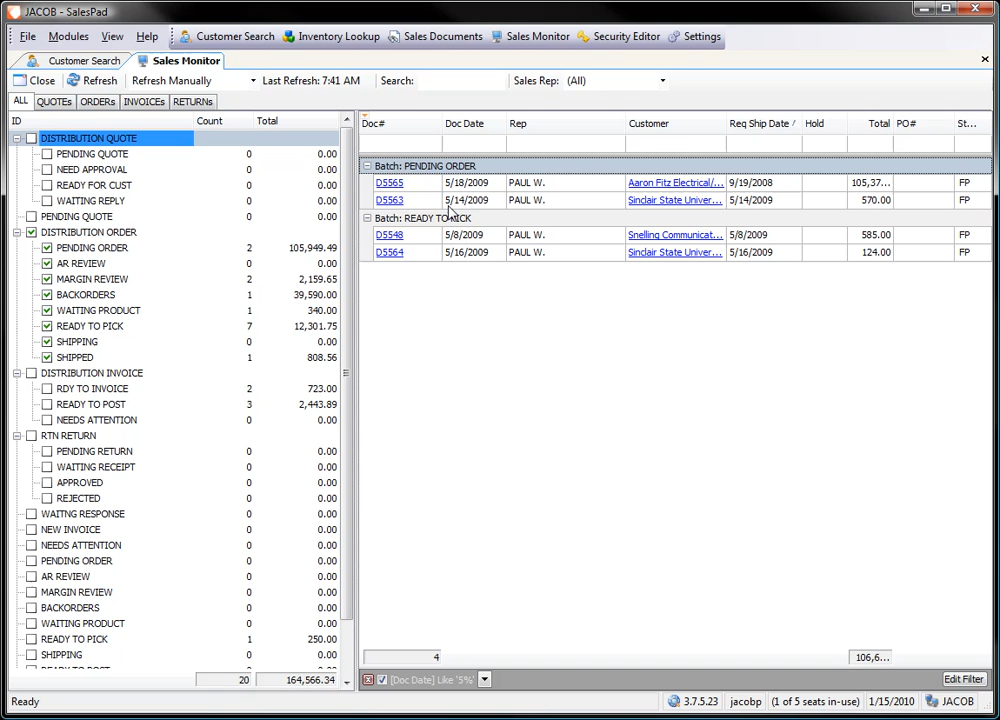 JACOB - SalesPad
File Modules View Help Customer Search Inventory Lookup Sales Documents Sales Monitor Security Editor Settings
Customer Search Sales Monitor
Close Refresh Refresh Manually Last Refresh: 7:41 AM Search: Sales Rep: (All)
ALL QUOTEs ORDERs INVOICEs RETURNs
ID Count Total
DISTRIBUTION QUOTE
PENDING QUOTE 0 0.00
NEED APPROVAL 0 0.00
READY FOR CUST 0 0.00
WAITING REPLY 0 0.00
PENDING QUOTE 0 0.00
DISTRIBUTION ORDER
PENDING ORDER 2 105,949.49
AR REVIEW 0 0.00
MARGIN REVIEW 2 2,159.65
BACKORDERS 1 39,590.00
WAITING PRODUCT 1 340.00
READY TO PICK 7 12,301.75
SHIPPING 0 0.00
SHIPPED 1 808.56
DISTRIBUTION INVOICE
RDY TO INVOICE 2 723.00
READY TO POST 3 2,443.89
NEEDS ATTENTION 0 0.00
RTN RETURN
PENDING RETURN 0 0.00
WAITING RECEIPT 0 0.00
APPROVED 0 0.00
REJECTED 0 0.00
WAITNG RESPONSE 0 0.00
NEW INVOICE 0 0.00
NEEDS ATTENTION 0 0.00
PENDING ORDER 0 0.00
AR REVIEW 0 0.00
MARGIN REVIEW 0 0.00
BACKORDERS 0 0.00
WAITING PRODUCT 0 0.00
READY TO PICK 1 250.00
SHIPPING 0 0.00
READY TO POST 0 0.00
20 164,566.34
Doc# Doc Date Rep Customer Req Ship Date Hold Total PO# St...
Batch: PENDING ORDER
D5565 5/18/2009 PAUL W. Aaron Fitz Electrical/... 9/19/2008 105,37... FP
D5563 5/14/2009 PAUL W. Sinclair State Univer... 5/14/2009 570.00 FP
Batch: READY TO PICK
D5548 5/8/2009 PAUL W. Snelling Communicat... 5/8/2009 585.00 FP
D5564 5/16/2009 PAUL W. Sinclair State Univer... 5/16/2009 124.00 FP
4 106,6...
[Doc Date] Like '5%' Edit Filter
Ready 3.7.5.23 jacobp (1 of 5 seats in-use) 1/15/2010 JACOB